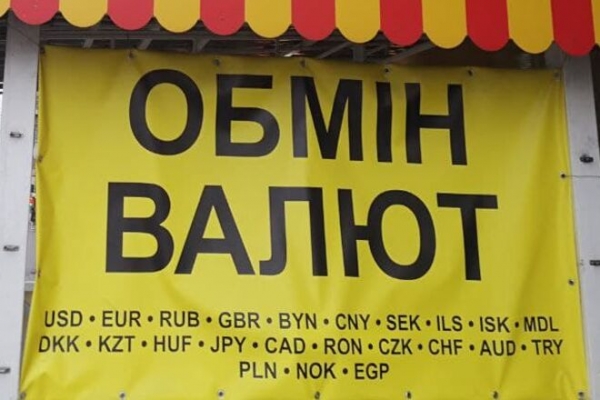 ОБМІН
ВАЛЮТ
USD • EUR • RUB • GBR • BYN • CNY • SEK • ILS • ISK • MDL
DKK • KZT • HUF • JPY • CAD • RON • CZK • CHF • AUD • TRY
PLN • NOK • EGP